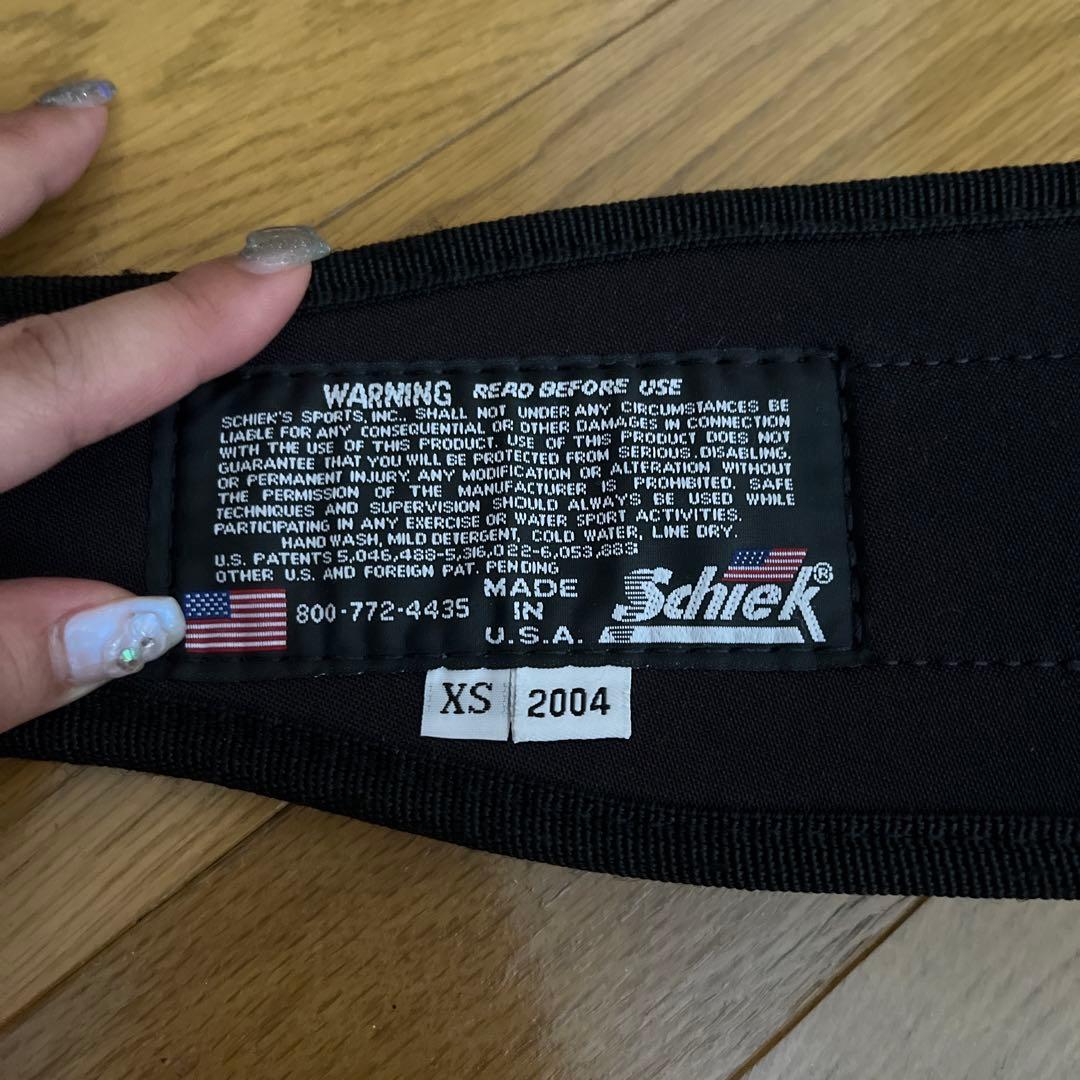 WARNING READ BEFORE USE
SCHIEK'S SPORTS, INC., SHALL NOT UNDER ANY CIRCUMSTANCES BE
LIABLE FOR ANY CONSEQUENTIAL OR OTHER DAMAGES IN CONNECTION
WITH THE USE OF THIS PRODUCT. USE OF THIS PRODUCT DOES NOT
GUARANTEE THAT YOU WILL BE PROTECTED FROM SERIOUS, DISABLING,
OR PERMANENT INJURY. ANY MODIFICATION OR ALTERATION WITHOUT
THE PERMISSION OF THE MANUFACTURER IS PROHIBITED. SAFE
TECHNIQUES AND SUPERVISION SHOULD ALWAYS BE USED WHILE
PARTICIPATING IN ANY EXERCISE OR WATER SPORT ACTIVITIES.
HAND WASH, MILD DETERGENT, COLD WATER, LINE DRY.
U.S. PATENTS 5,046,488-5,316,022-6,053,883
OTHER U.S. AND FOREIGN PAT. PENDING
800-772-4435
MADE
IN
U.S.A.
Schiek®
XS
2004